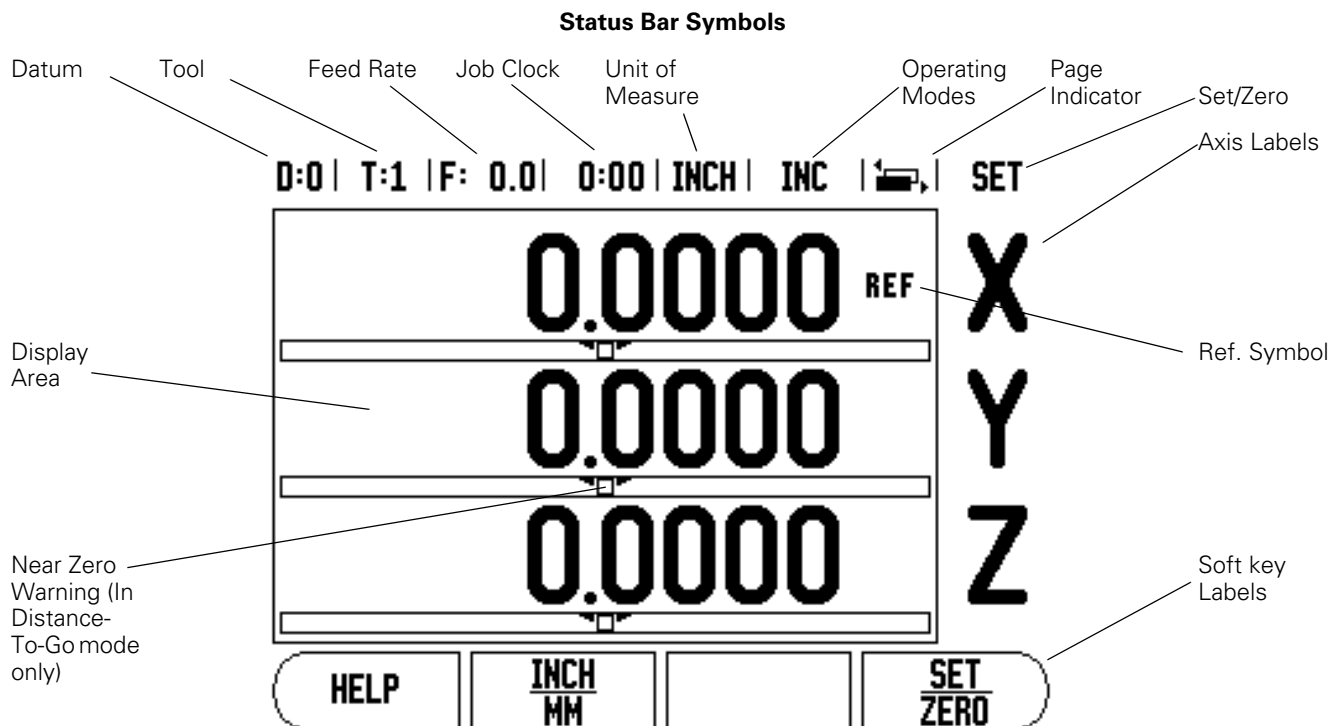 Status Bar Symbols
Datum
Tool
Feed Rate
Job Clock
Unit of
Measure
Operating
Modes
Page
Indicator
Set/Zero
Axis Labels
D:0 | T:1 | F: 0.0 | 0:00 | INCH | INC | | SET
0.0000 REF X
Ref. Symbol
Display
Area
0.0000 Y
0.0000 Z
Near Zero
Warning (In
Distance-
To-Go mode
only)
Soft key
Labels
HELP
INCH
MM
SET
ZERO